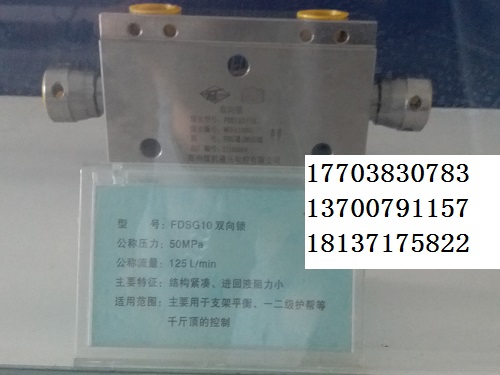 双向锁
17703830783
13700791157
18137175822
型 号：FDSG10 双向锁
公称压力：50MPa
公称流量：125 L/min
主要特征：结构紧凑、进回液阻力小
适用范围：主要用于支架平衡、一二级护帮等
千斤顶的控制